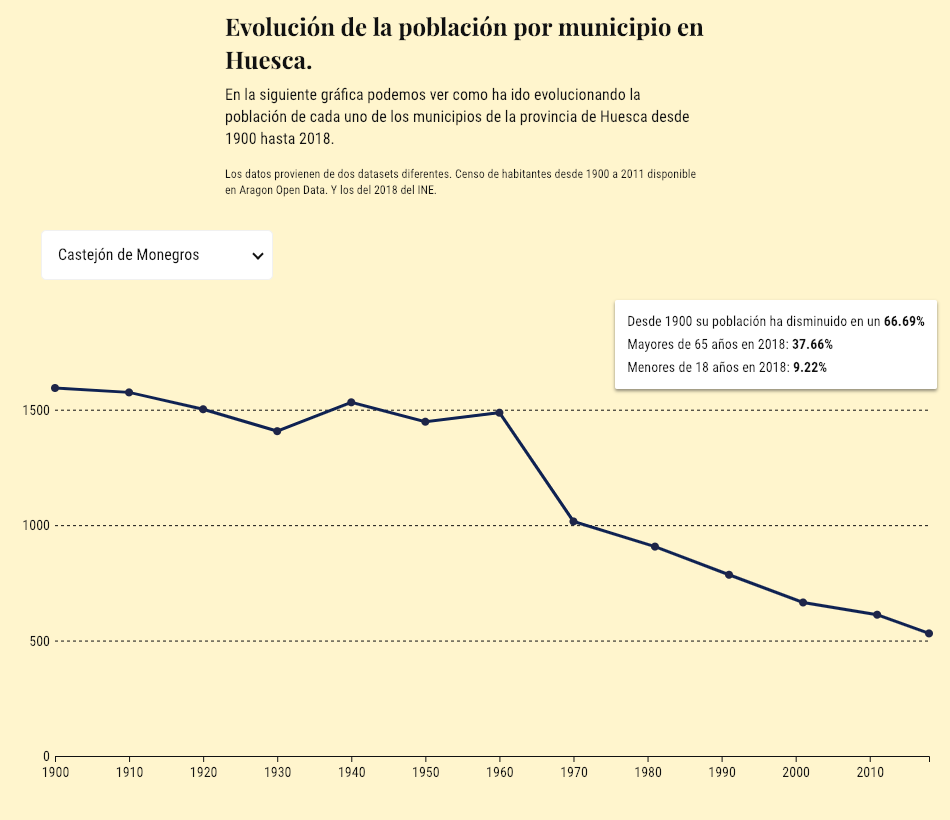 Evolución de la población por municipio en
Huesca.
En la siguiente gráfica podemos ver como ha ido evolucionando la
población de cada uno de los municipios de la provincia de Huesca desde
1900 hasta 2018.
Los datos provienen de dos datasets diferentes. Censo de habitantes desde 1900 a 2011 disponible
en Aragon Open Data. Y los del 2018 del INE.
Castejón de Monegros
Desde 1900 su población ha disminuido en un 66.69%
Mayores de 65 años en 2018: 37.66%
Menores de 18 años en 2018: 9.22%
1500
1000
500
0
1900 1910 1920 1930 1940 1950 1960 1970 1980 1990 2000 2010